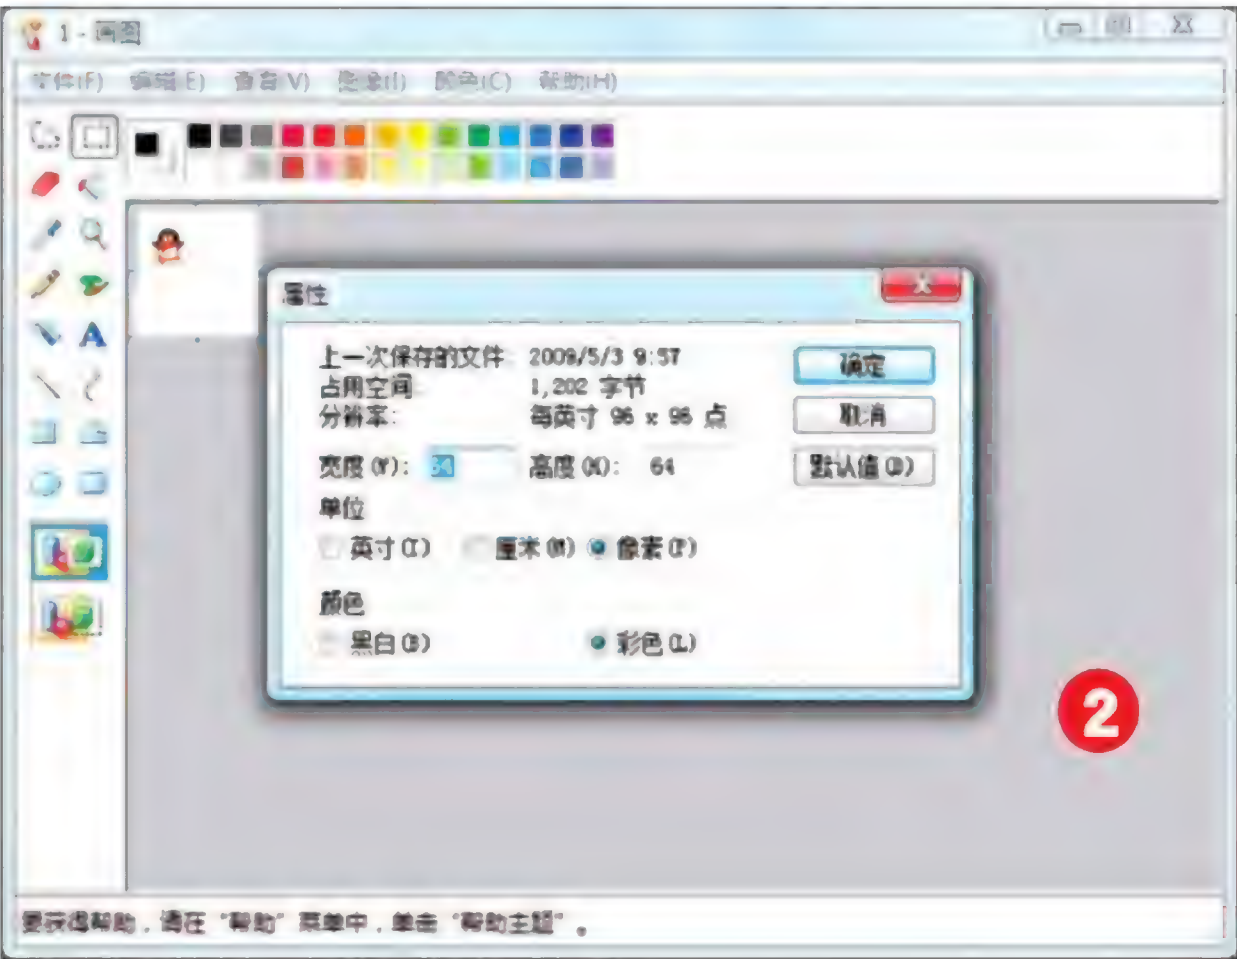 1 - 画图
文件(F) 编辑(E) 查看(V) 图像(I) 颜色(C) 帮助(H)
属性
上一次保存的文件 2009/5/3 9:57
确定
占用空间 1,202 字节
分辨率: 每英寸 96 x 96 点
取消
宽度(W): 64 高度(H): 64
默认值(D)
单位
英寸(I) 厘米(M) 像素(P)
颜色
黑白(B) 彩色(L)
2
要获得帮助，请在“帮助”菜单中，单击“帮助主题”。